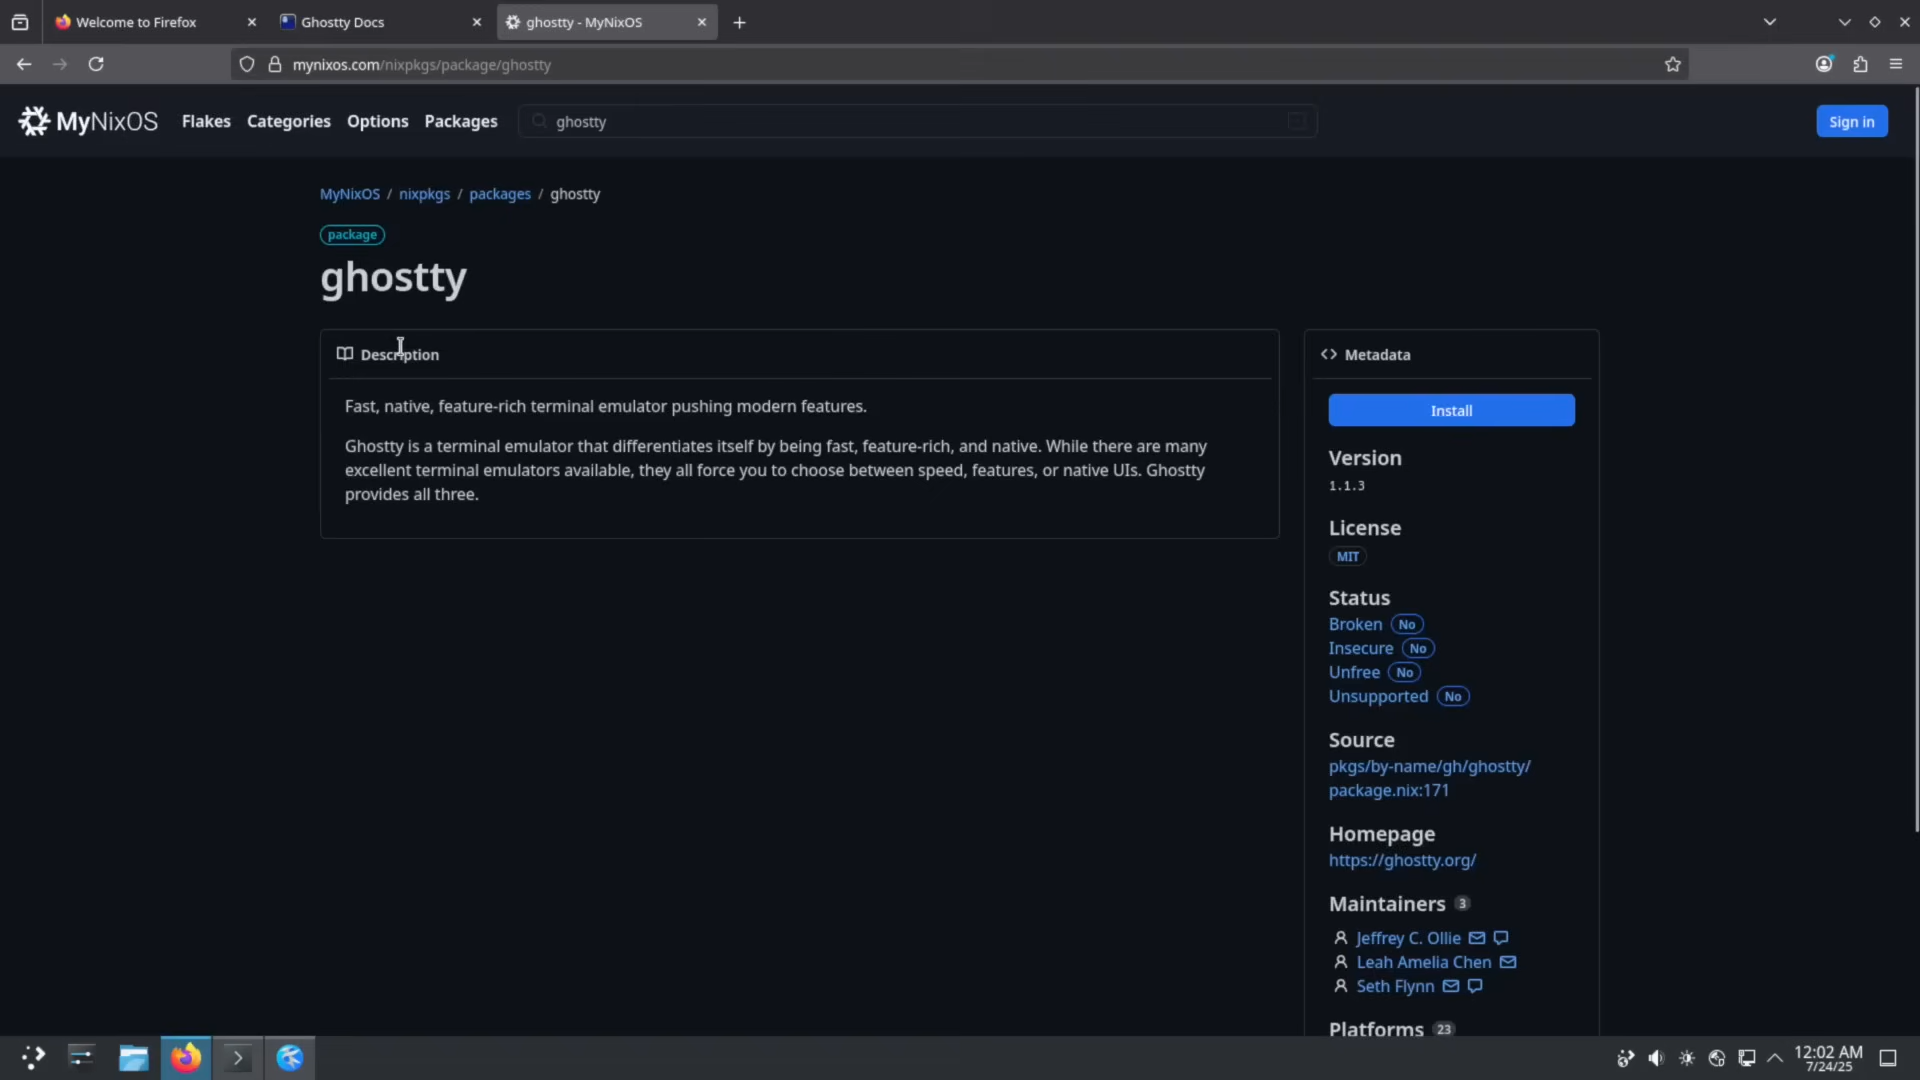 Welcome to Firefox
Ghostty Docs
ghostty - MyNixOS
mynixos.com/nixpkgs/package/ghostty
MyNixOS
Flakes
Categories
Options
Packages
ghostty
Sign in
MyNixOS / nixpkgs / packages / ghostty
package
ghostty
Description
Fast, native, feature-rich terminal emulator pushing modern features.
Ghostty is a terminal emulator that differentiates itself by being fast, feature-rich, and native. While there are many
excellent terminal emulators available, they all force you to choose between speed, features, or native UIs. Ghostty
provides all three.
Metadata
Install
Version
1.1.3
License
MIT
Status
Broken No
Insecure No
Unfree No
Unsupported No
Source
pkgs/by-name/gh/ghostty/
package.nix:171
Homepage
https://ghostty.org/
Maintainers 3
Jeffrey C. Ollie
Leah Amelia Chen
Seth Flynn
Platforms 23
12:02 AM
7/24/25